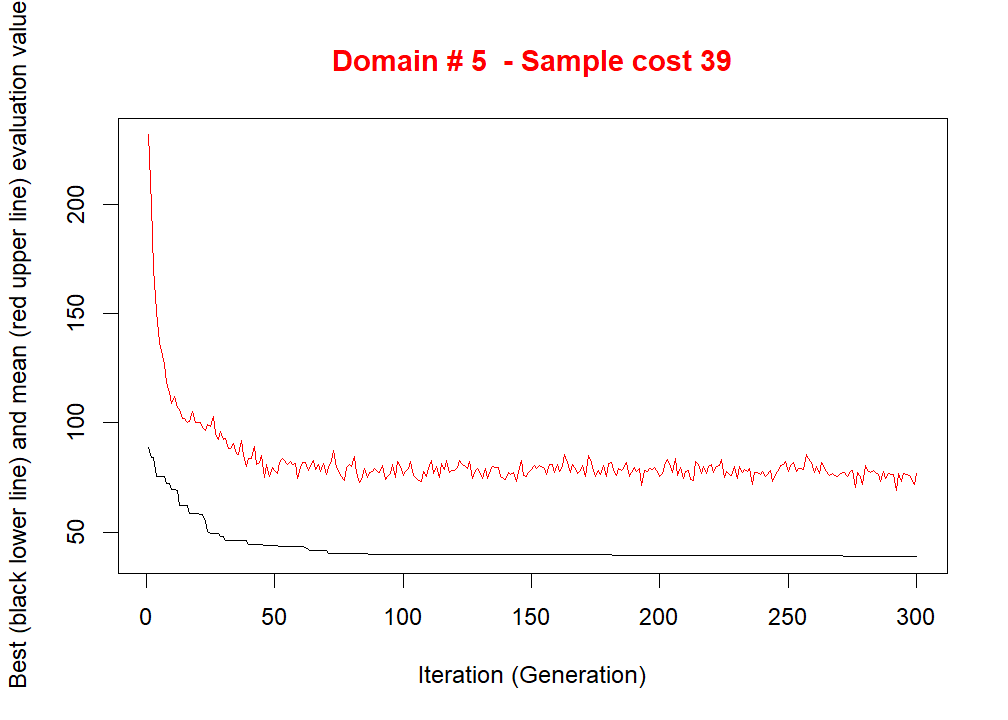 Domain # 5  - Sample cost 39
Best (black lower line) and mean (red upper line) evaluation value
200
150
100
50
0 50 100 150 200 250 300
Iteration (Generation)